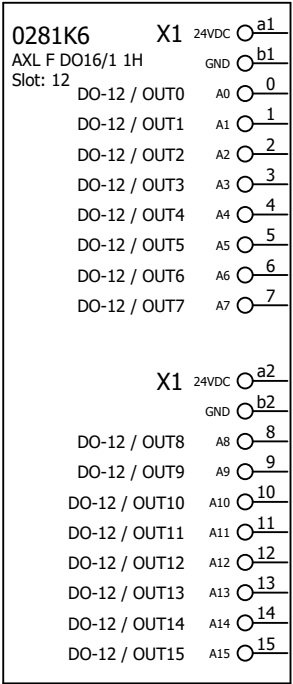 0281K6 X1 24VDC a1
AXL F DO16/1 1H GND b1
Slot: 12
DO-12 / OUT0 A0 0
DO-12 / OUT1 A1 1
DO-12 / OUT2 A2 2
DO-12 / OUT3 A3 3
DO-12 / OUT4 A4 4
DO-12 / OUT5 A5 5
DO-12 / OUT6 A6 6
DO-12 / OUT7 A7 7
X1 24VDC a2
GND b2
DO-12 / OUT8 A8 8
DO-12 / OUT9 A9 9
DO-12 / OUT10 A10 10
DO-12 / OUT11 A11 11
DO-12 / OUT12 A12 12
DO-12 / OUT13 A13 13
DO-12 / OUT14 A14 14
DO-12 / OUT15 A15 15